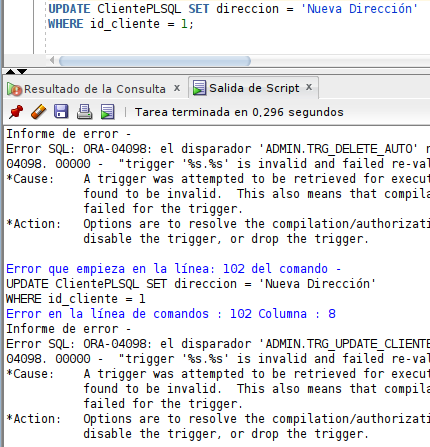 UPDATE ClientePLSQL SET direccion = 'Nueva Dirección'
WHERE id_cliente = 1;
Resultado de la Consulta x Salida de Script x
Tarea terminada en 0,296 segundos
Informe de error -
Error SQL: ORA-04098: el disparador 'ADMIN.TRG_DELETE_AUTO'
04098. 00000 - "trigger '%s.%s' is invalid and failed re-val
*Cause: A trigger was attempted to be retrieved for execut
found to be invalid. This also means that compila
failed for the trigger.
*Action: Options are to resolve the compilation/authorizati
disable the trigger, or drop the trigger.
Error que empieza en la línea: 102 del comando -
UPDATE ClientePLSQL SET direccion = 'Nueva Dirección'
WHERE id_cliente = 1
Error en la línea de comandos : 102 Columna : 8
Informe de error -
Error SQL: ORA-04098: el disparador 'ADMIN.TRG_UPDATE_CLIENTE
04098. 00000 - "trigger '%s.%s' is invalid and failed re-val
*Cause: A trigger was attempted to be retrieved for execut
found to be invalid. This also means that compila
failed for the trigger.
*Action: Options are to resolve the compilation/authorizati
disable the trigger, or drop the trigger.